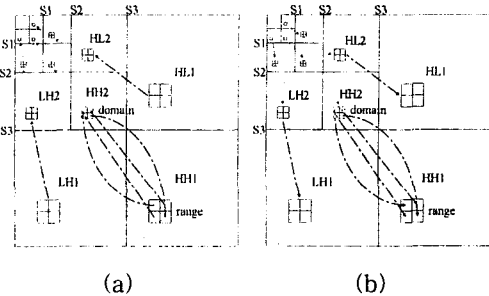 S1 S2 S3
S1
S2
S3
HL2
HL1
LH2
HH2
domain
LH1
HH1
range
(a)
S1 S2 S3
S1
S2
S3
HL2
HL1
LH2
HH2
domain
LH1
HH1
range
(b)